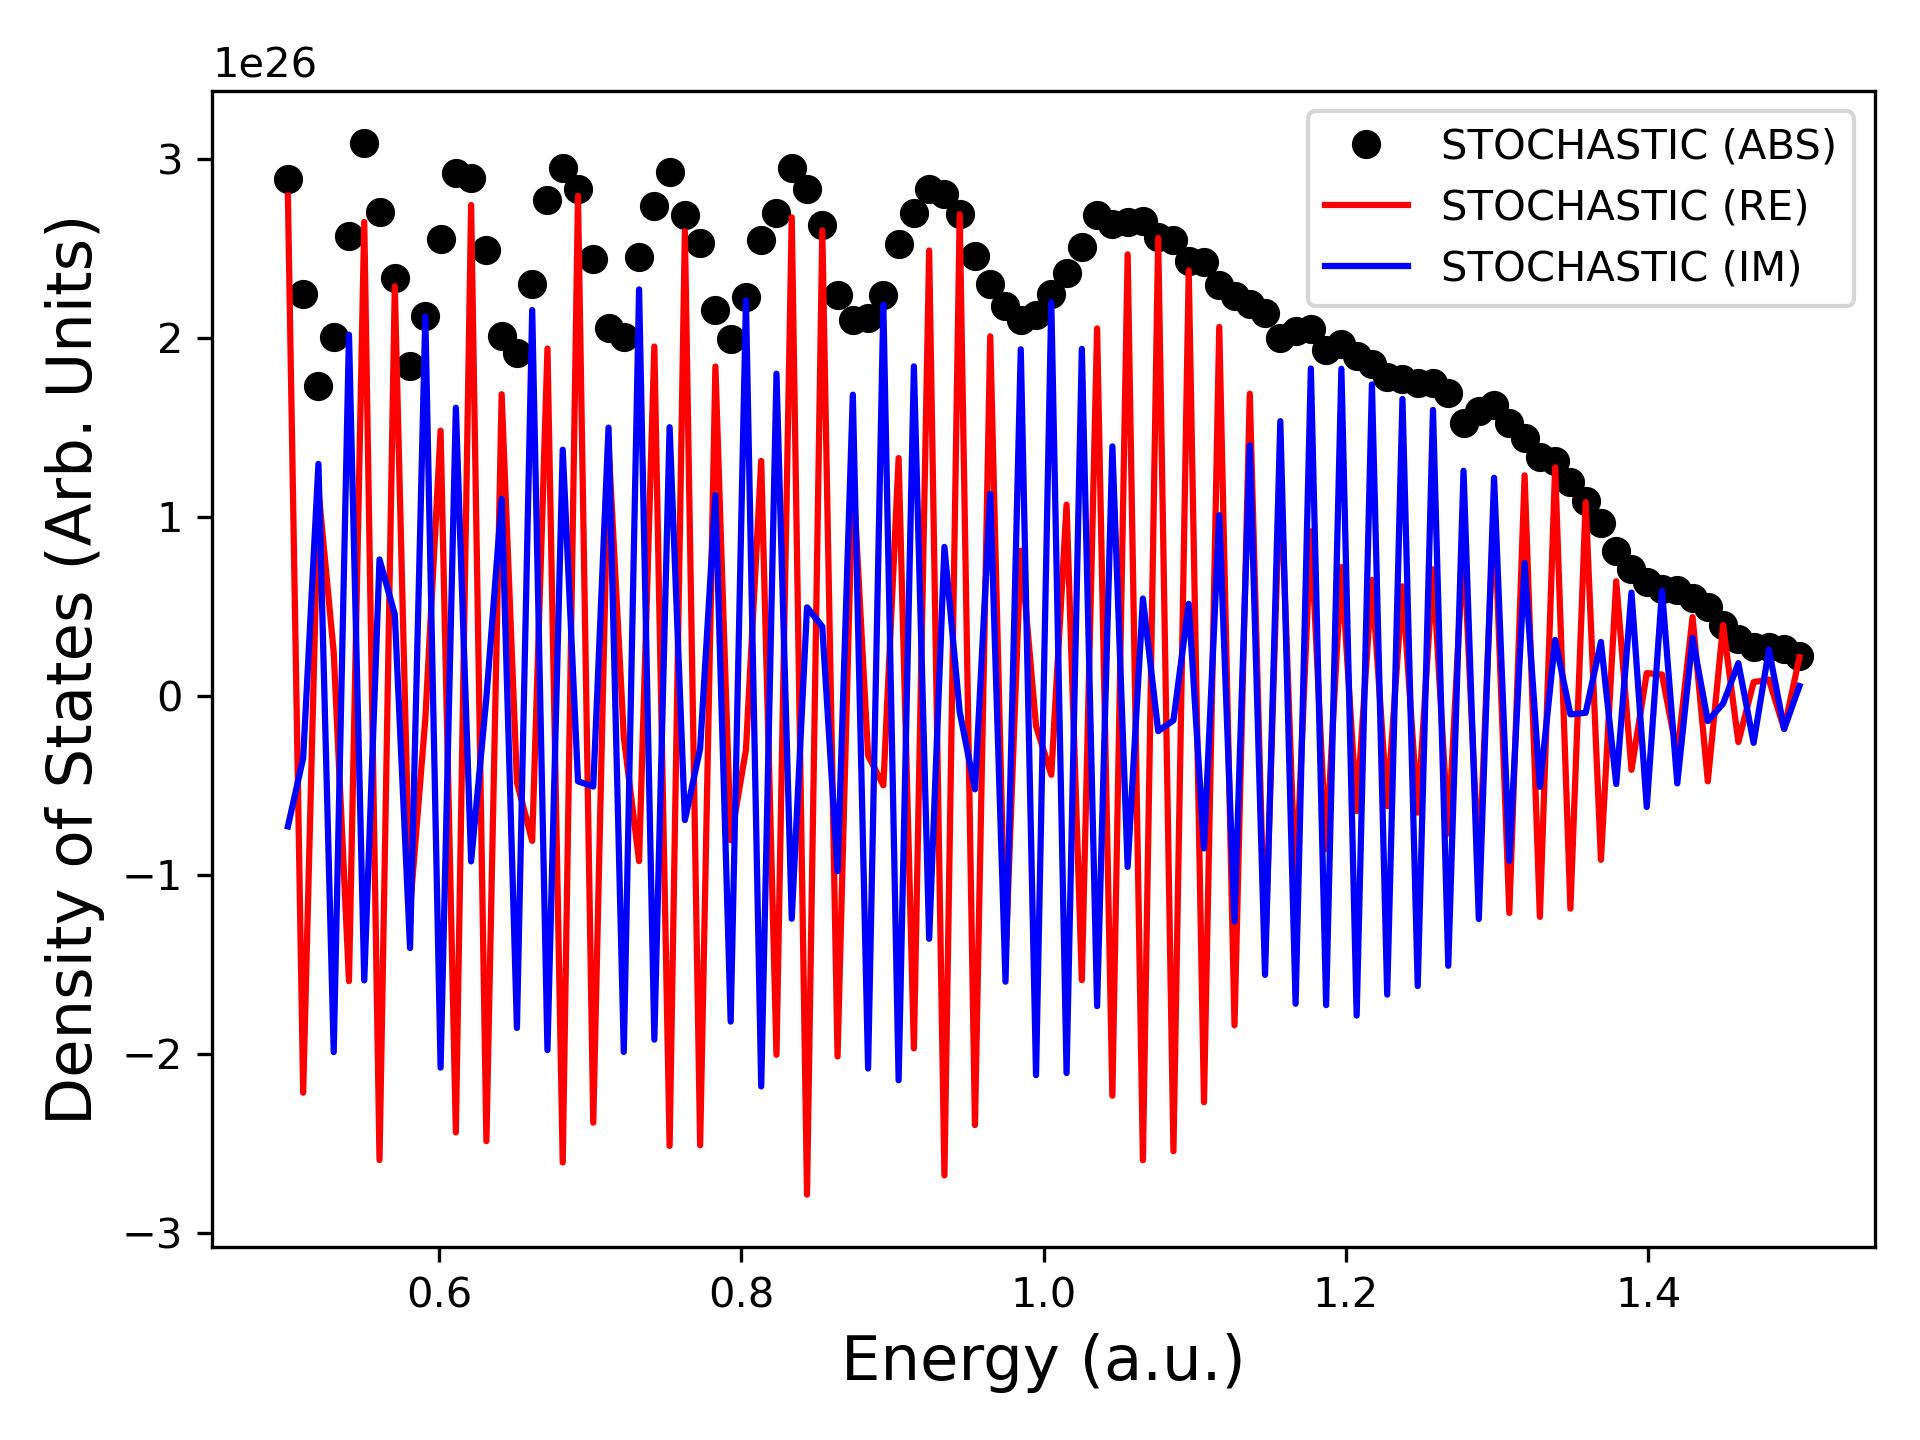 1e26
STOCHASTIC (ABS)
STOCHASTIC (RE)
STOCHASTIC (IM)
Density of States (Arb. Units)
3
2
1
0
−1
−2
−3
0.6 0.8 1.0 1.2 1.4
Energy (a.u.)